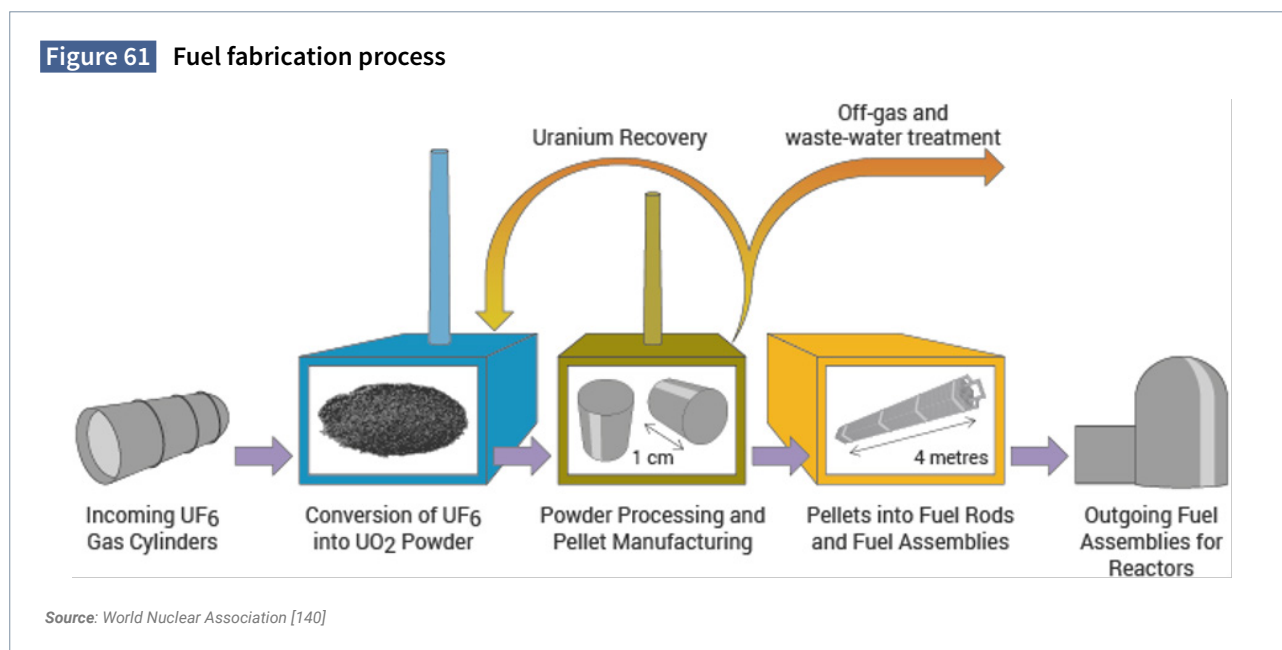 Figure 61 Fuel fabrication process
Uranium Recovery
Off-gas and
waste-water treatment
1 cm
4 metres
Incoming UF6
Gas Cylinders
Conversion of UF6
into UO2 Powder
Powder Processing and
Pellet Manufacturing
Pellets into Fuel Rods
and Fuel Assemblies
Outgoing Fuel
Assemblies for
Reactors
Source: World Nuclear Association [140]